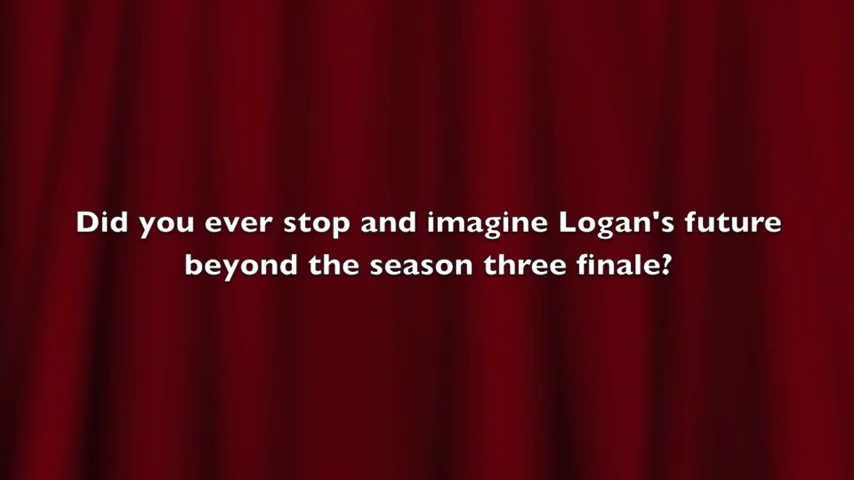 Did you ever stop and imagine Logan's future
beyond the season three finale?